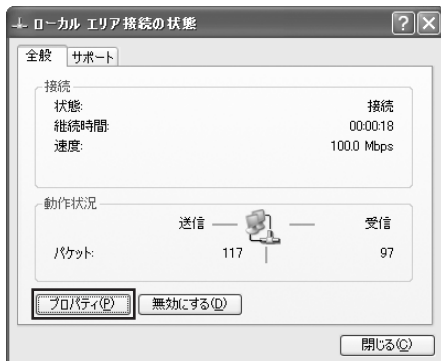 ローカル エリア接続の状態
全般 サポート
接続
状態: 接続
継続時間: 00:00:18
速度: 100.0 Mbps
動作状況
送信 受信
パケット: 117 97
プロパティ(P) 無効にする(D)
閉じる(C)